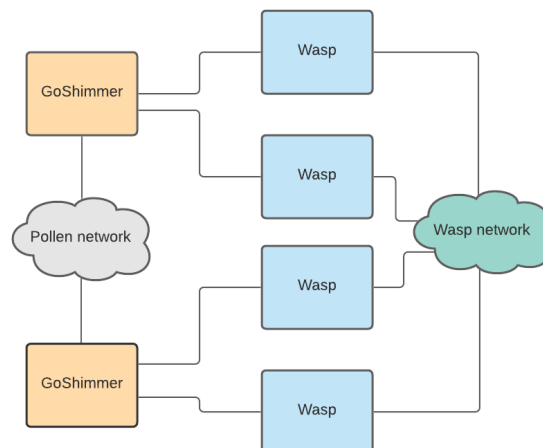 Wasp
GoShimmer
Wasp
Pollen network
Wasp network
Wasp
GoShimmer
Wasp